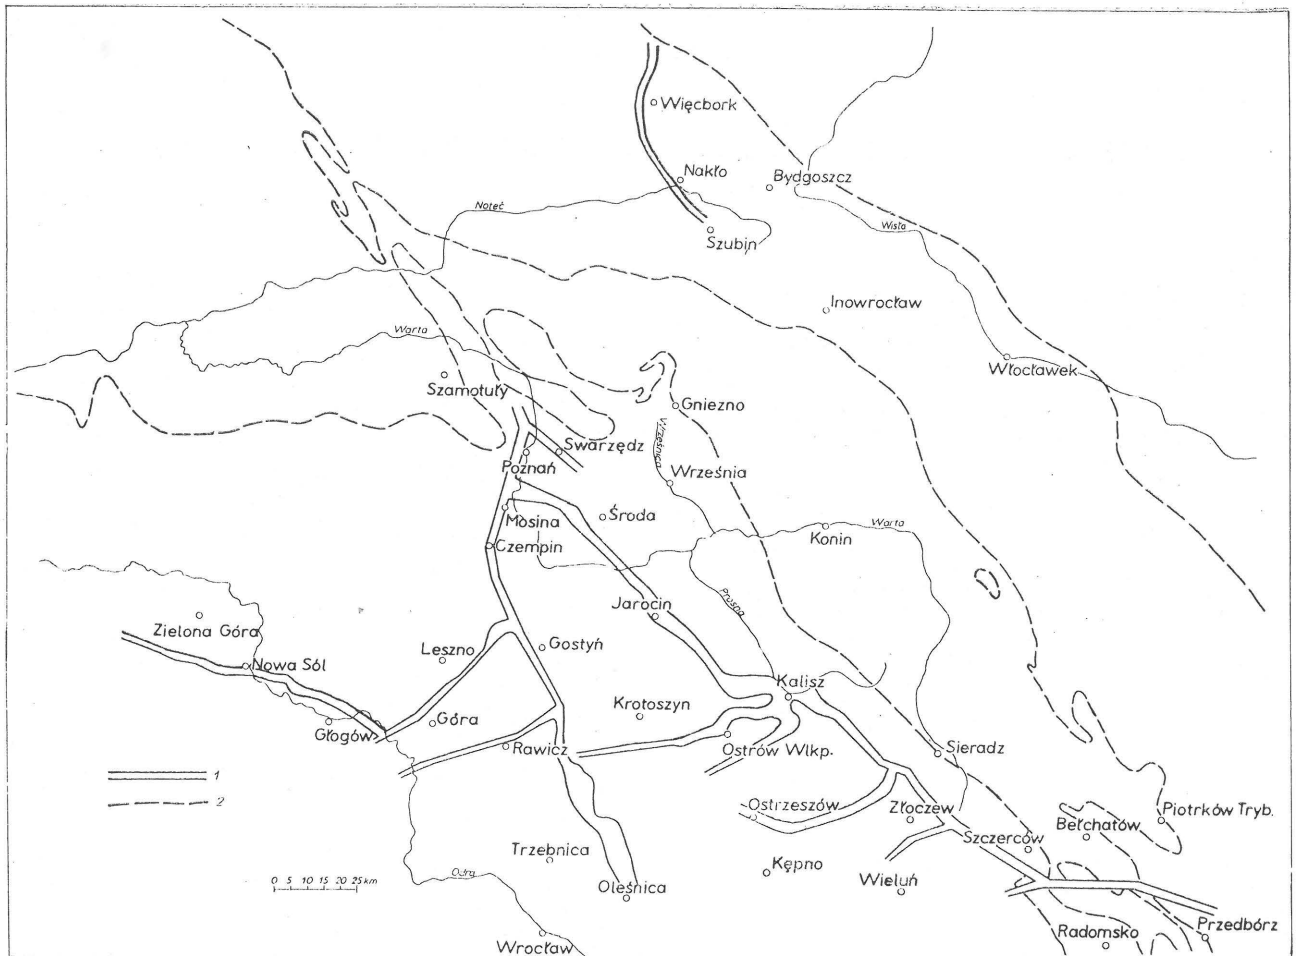 Więcbork
Nakło
Bydgoszcz
Noteć
Wisła
Szubin
Inowrocław
Warta
Włocławek
Szamotuły
Gniezno
Swarzędz
Wrześnica
Poznań
Września
Mosina
Środa
Warta
Konin
Czempin
Prosna
Jarocin
Zielona Góra
Leszno
Gostyń
Nowa Sól
Kalisz
Krotoszyn
Góra
Głogów
Rawicz
Ostrów Wlkp.
Sieradz
1
2
Ostrzeszów
Złoczew
Piotrków Tryb.
Bełchatów
Szczerców
Trzebnica
Kępno
Wieluń
Odra
0 5 10 15 20 25 km
Oleśnica
Przedbórz
Radomsko
Wrocław